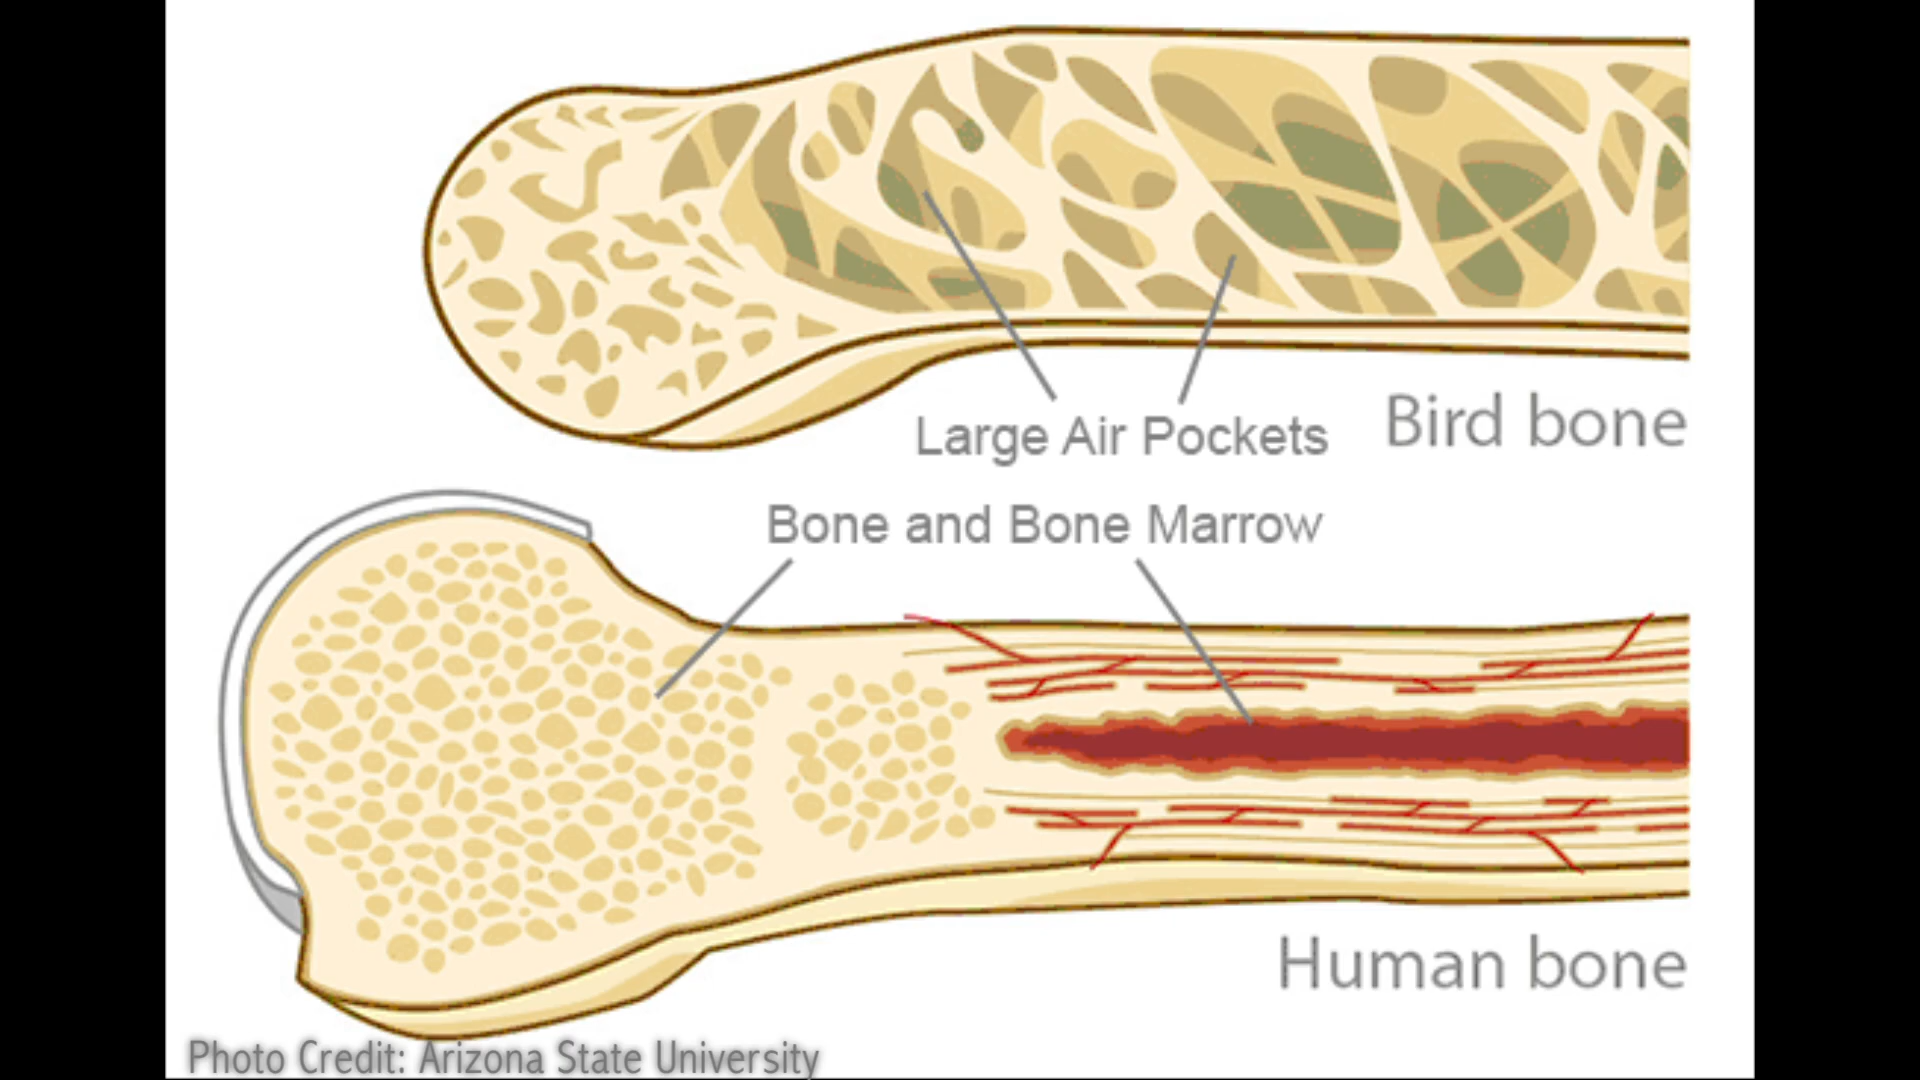 Large Air Pockets
Bird bone
Bone and Bone Marrow
Human bone
Photo Credit: Arizona State University